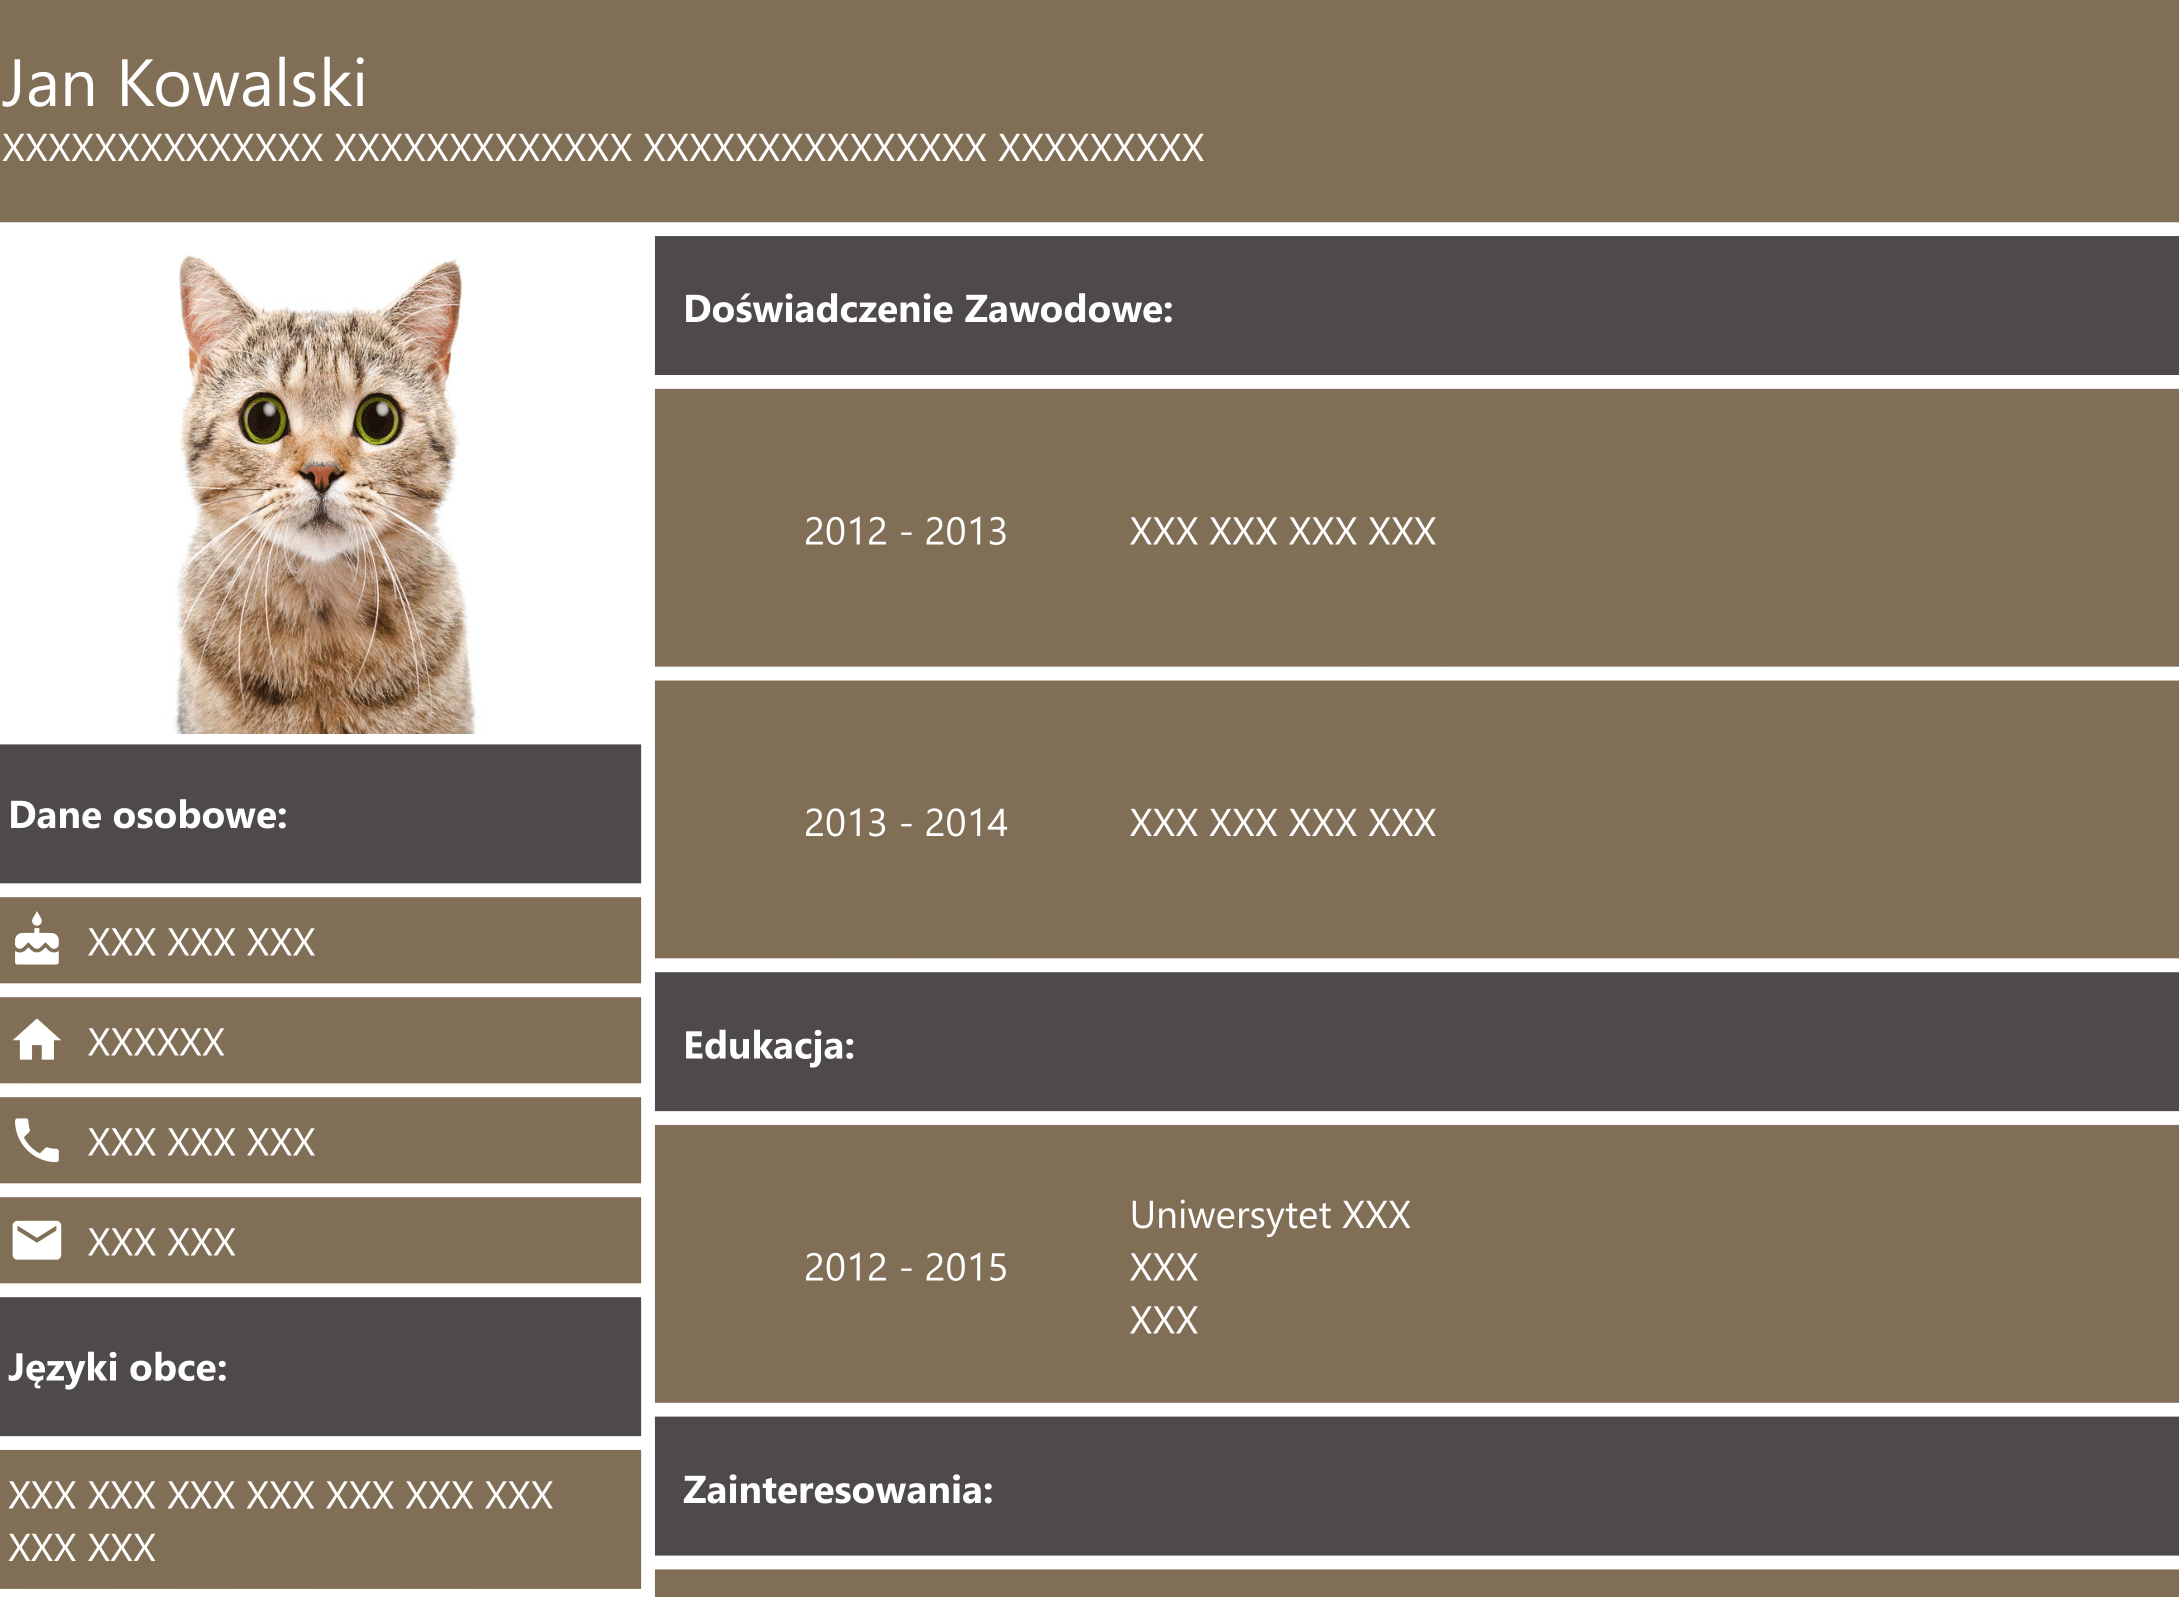 Jan Kowalski
XXXXXXXXXXXXXX XXXXXXXXXXXXX XXXXXXXXXXXXXXX XXXXXXXXX
Dane osobowe:
XXX XXX XXX
XXXXXX
XXX XXX XXX
XXX XXX
Języki obce:
XXX XXX XXX XXX XXX XXX XXX
XXX XXX
Doświadczenie Zawodowe:
2012 - 2013 XXX XXX XXX XXX
2013 - 2014 XXX XXX XXX XXX
Edukacja:
2012 - 2015
Uniwersytet XXX
XXX
XXX
Zainteresowania: